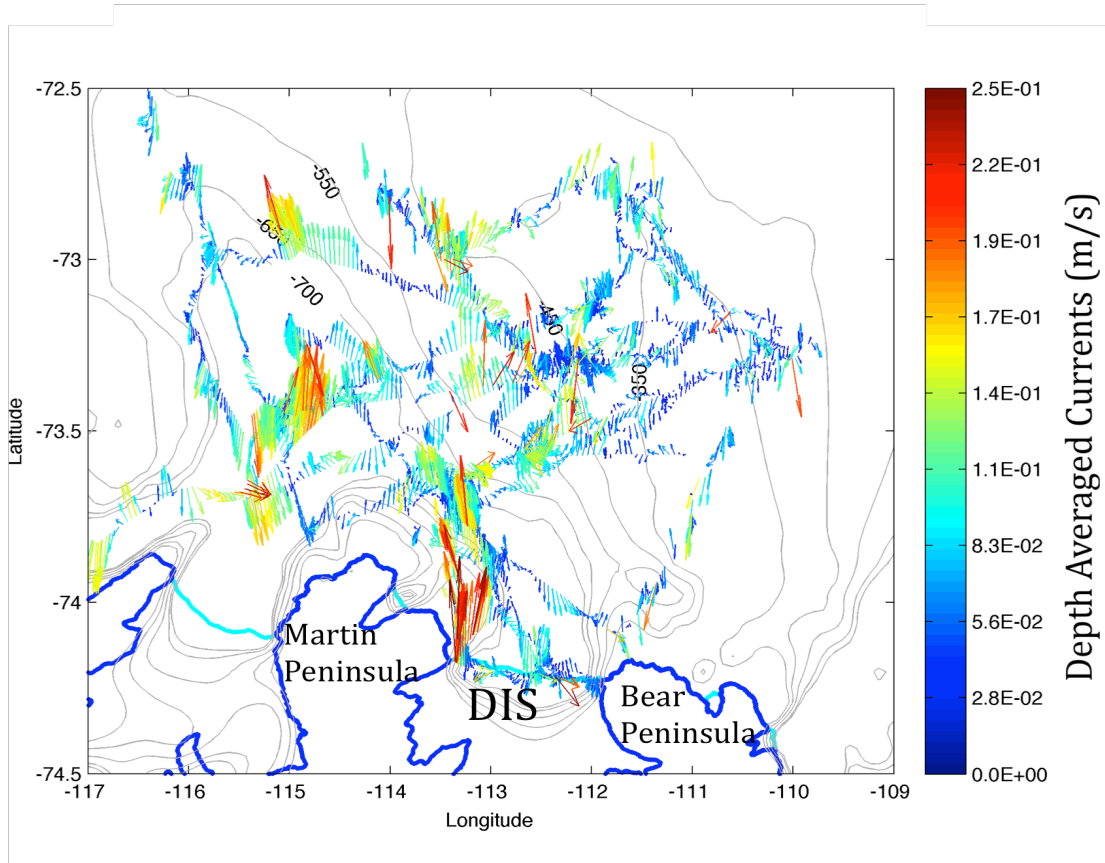 -72.5
-73
-73.5
-74
-74.5
Latitude
-117
-116
-115
-114
-113
-112
-111
-110
-109
Longitude
-550
-650
-700
-450
-350
Martin
Peninsula
DIS
Bear
Peninsula
2.5E-01
2.2E-01
1.9E-01
1.7E-01
1.4E-01
1.1E-01
8.3E-02
5.6E-02
2.8E-02
0.0E+00
Depth Averaged Currents (m/s)